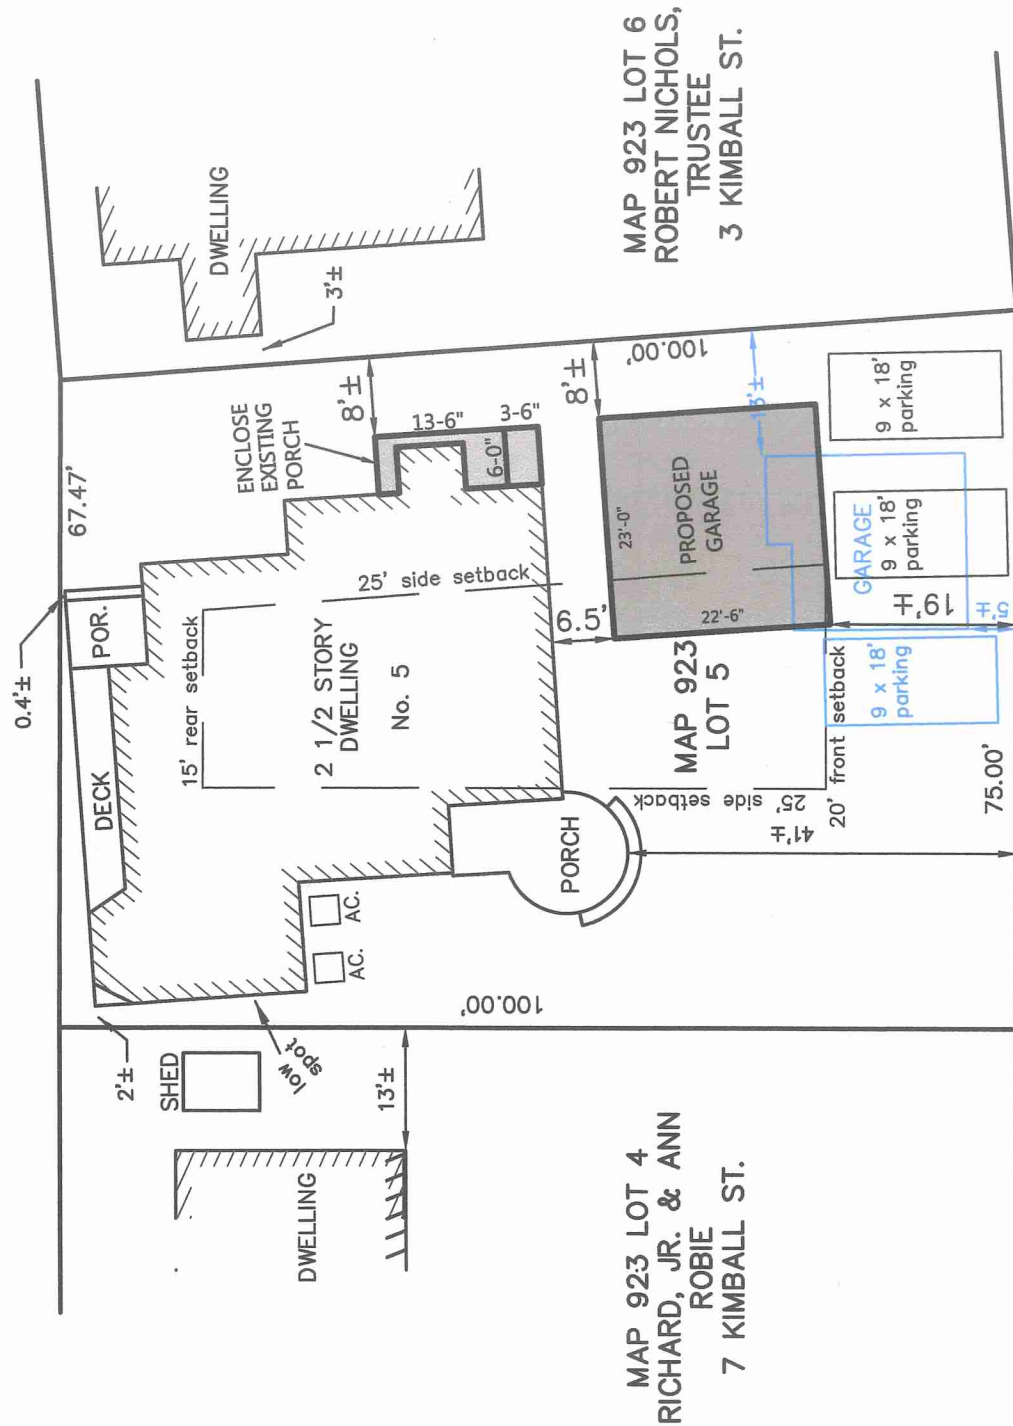 MAP 923 LOT 6
ROBERT NICHOLS,
TRUSTEE
3 KIMBALL ST.
DWELLING
3'±
67.47'
8'±
100.00'
8'±
13'±
9 x 18'
parking
ENCLOSE
EXISTING
PORCH
13-6"
3-6"
6-0"
PROPOSED
GARAGE
23'-0"
22'-6"
GARAGE
9 x 18'
parking
19'±
5'±
0.4'±
POR.
25' side setback
6.5'
15' rear setback
2 1/2 STORY
DWELLING
No. 5
MAP 923
LOT 5
9 x 18'
parking
DECK
25' side setback
20' front setback
75.00'
41'±
PORCH
AC.
AC.
100.00'
2'±
low
spot
SHED
13'±
DWELLING
MAP 923 LOT 4
RICHARD, JR. & ANN
ROBIE
7 KIMBALL ST.